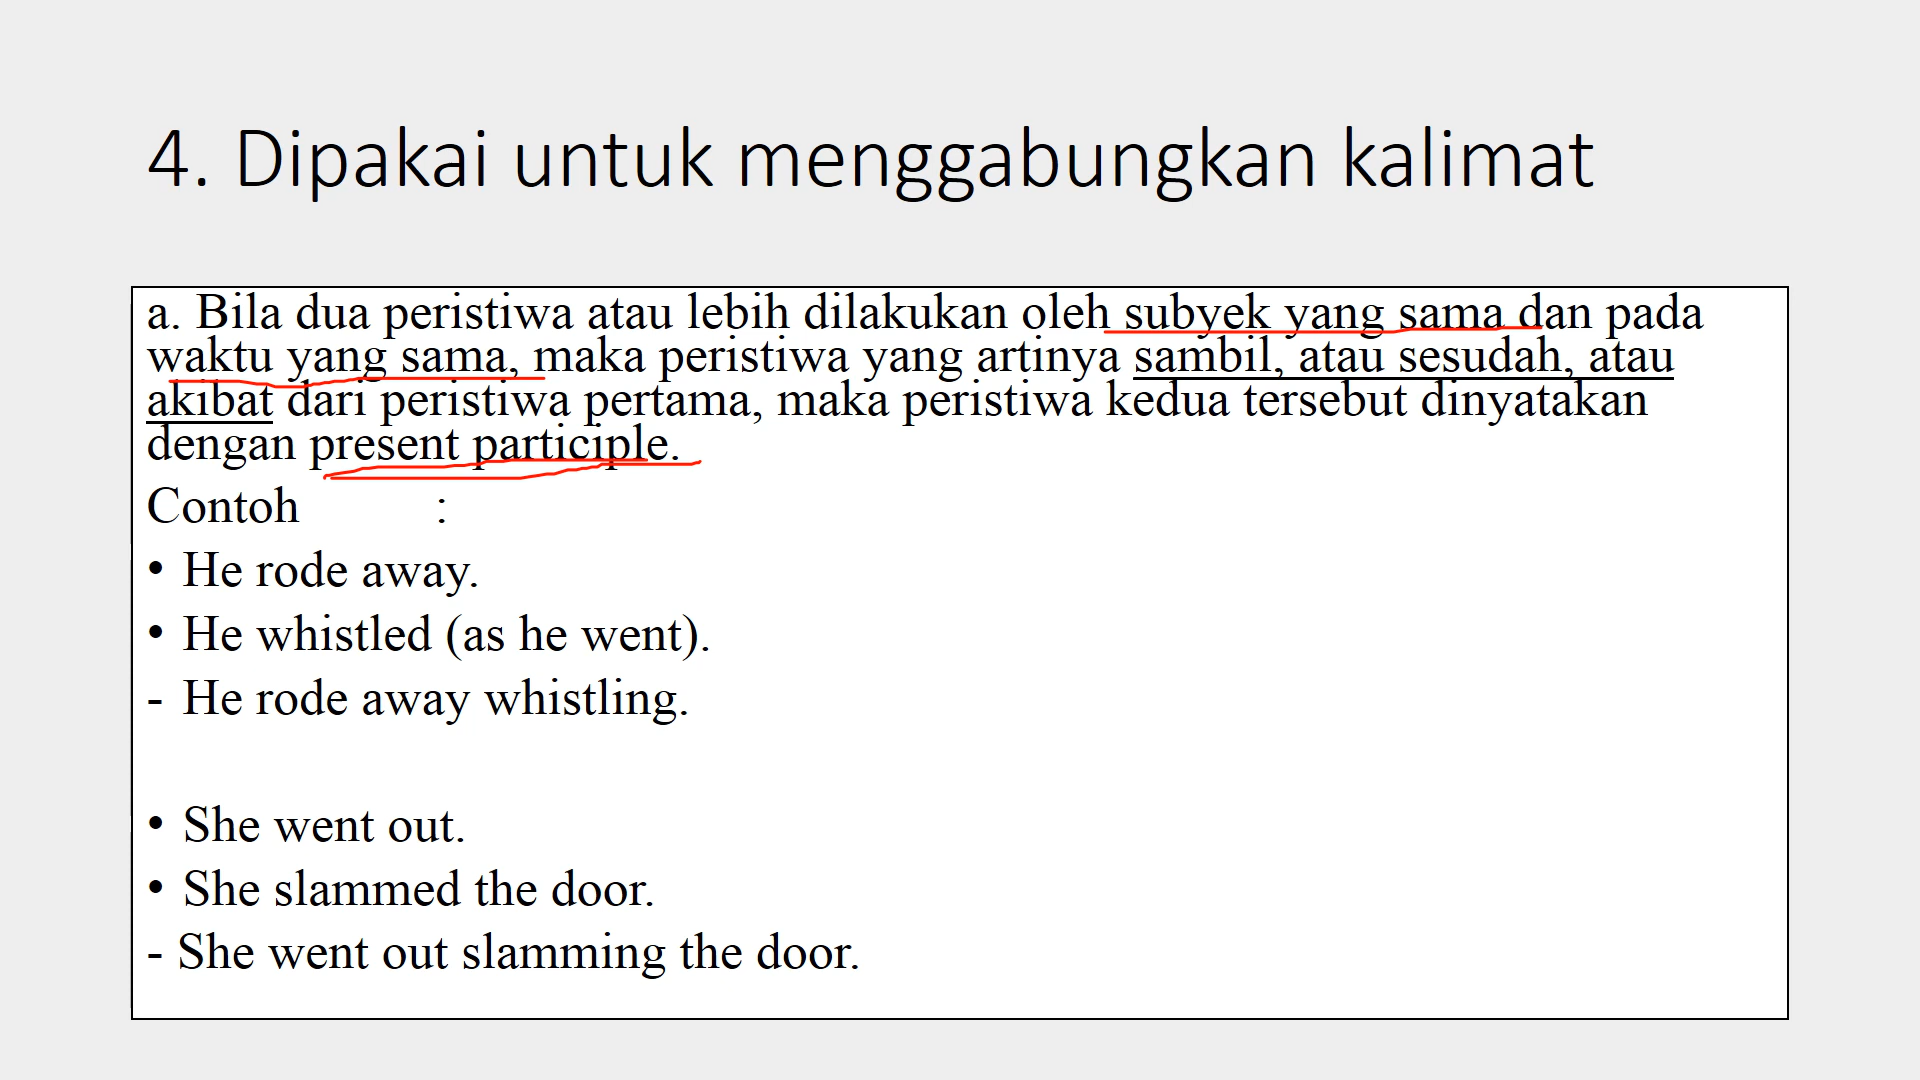 4. Dipakai untuk menggabungkan kalimat
a. Bila dua peristiwa atau lebih dilakukan oleh subyek yang sama dan pada
waktu yang sama, maka peristiwa yang artinya sambil, atau sesudah, atau
akibat dari peristiwa pertama, maka peristiwa kedua tersebut dinyatakan
dengan present participle.
Contoh :
• He rode away.
• He whistled (as he went).
- He rode away whistling.
• She went out.
• She slammed the door.
- She went out slamming the door.